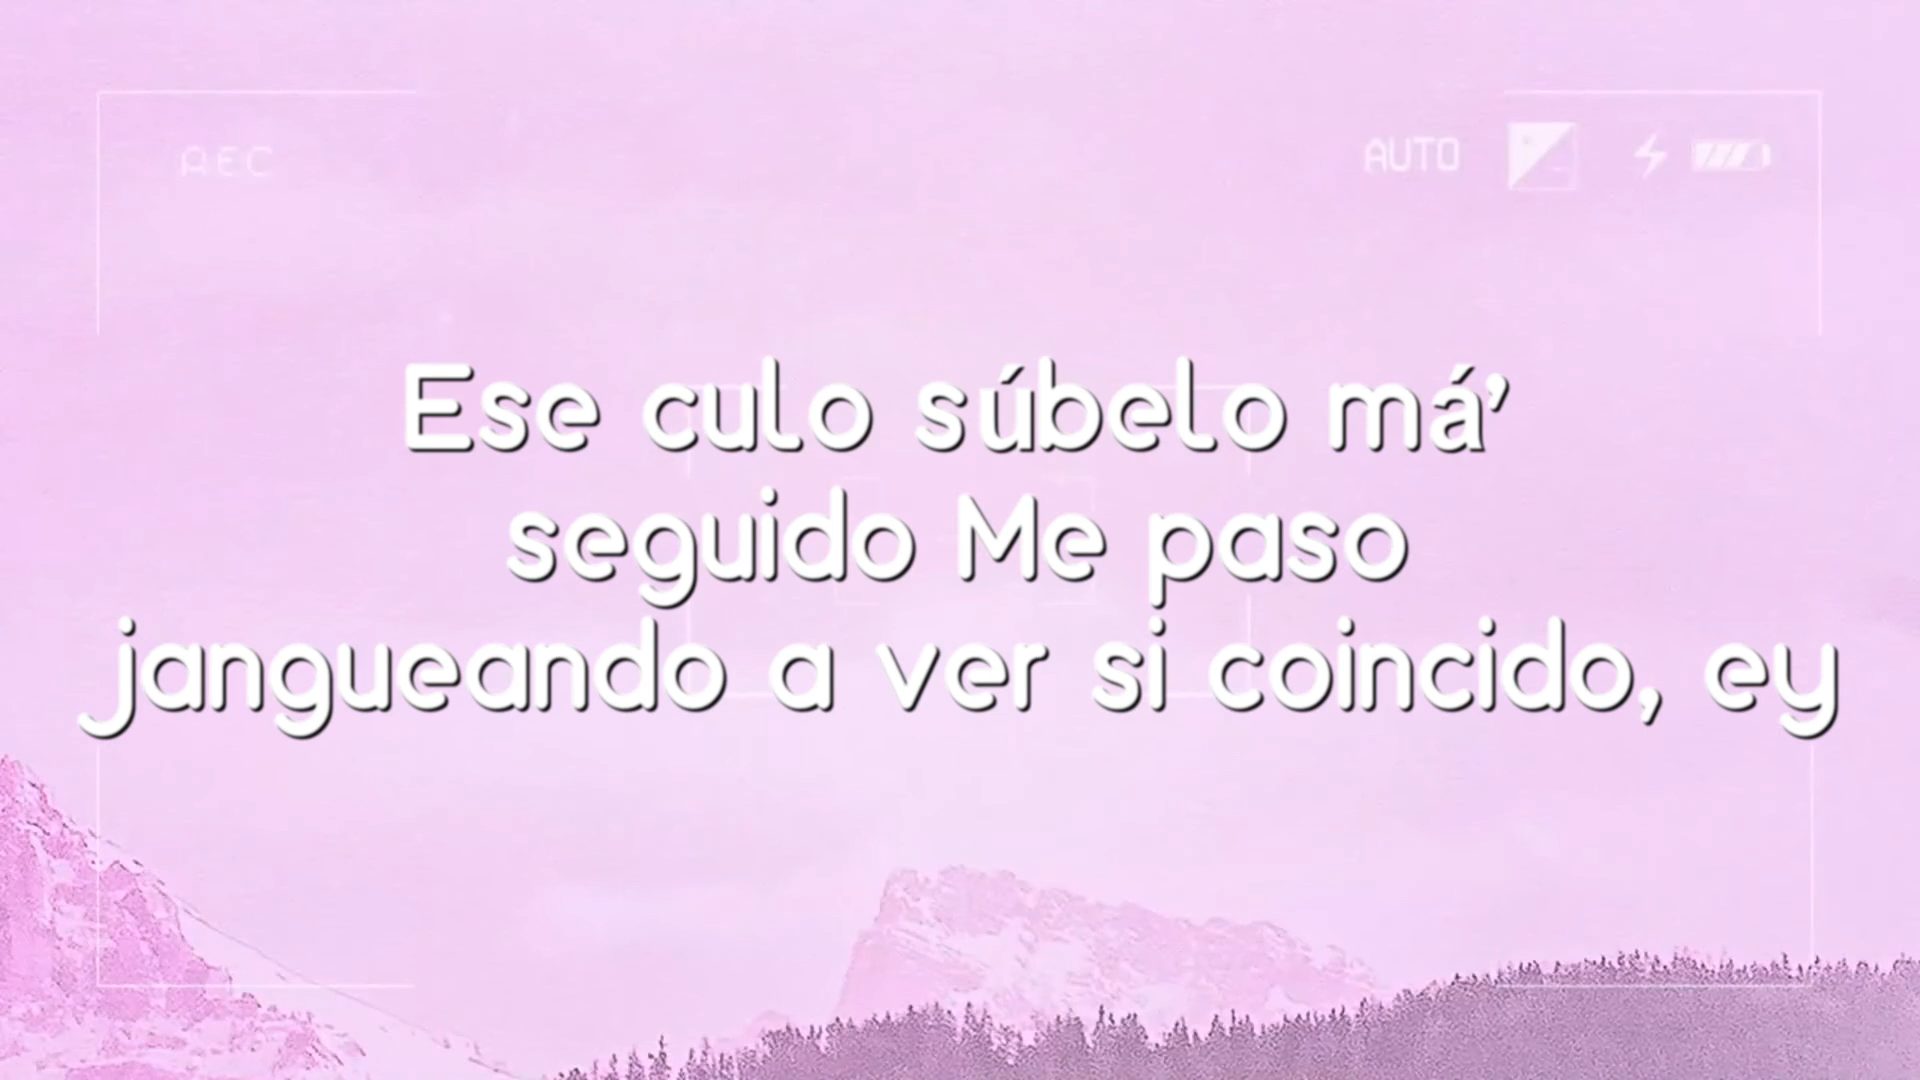 REC
AUTO
Ese culo súbelo má'
seguido Me paso
jangueando a ver si coincido, ey